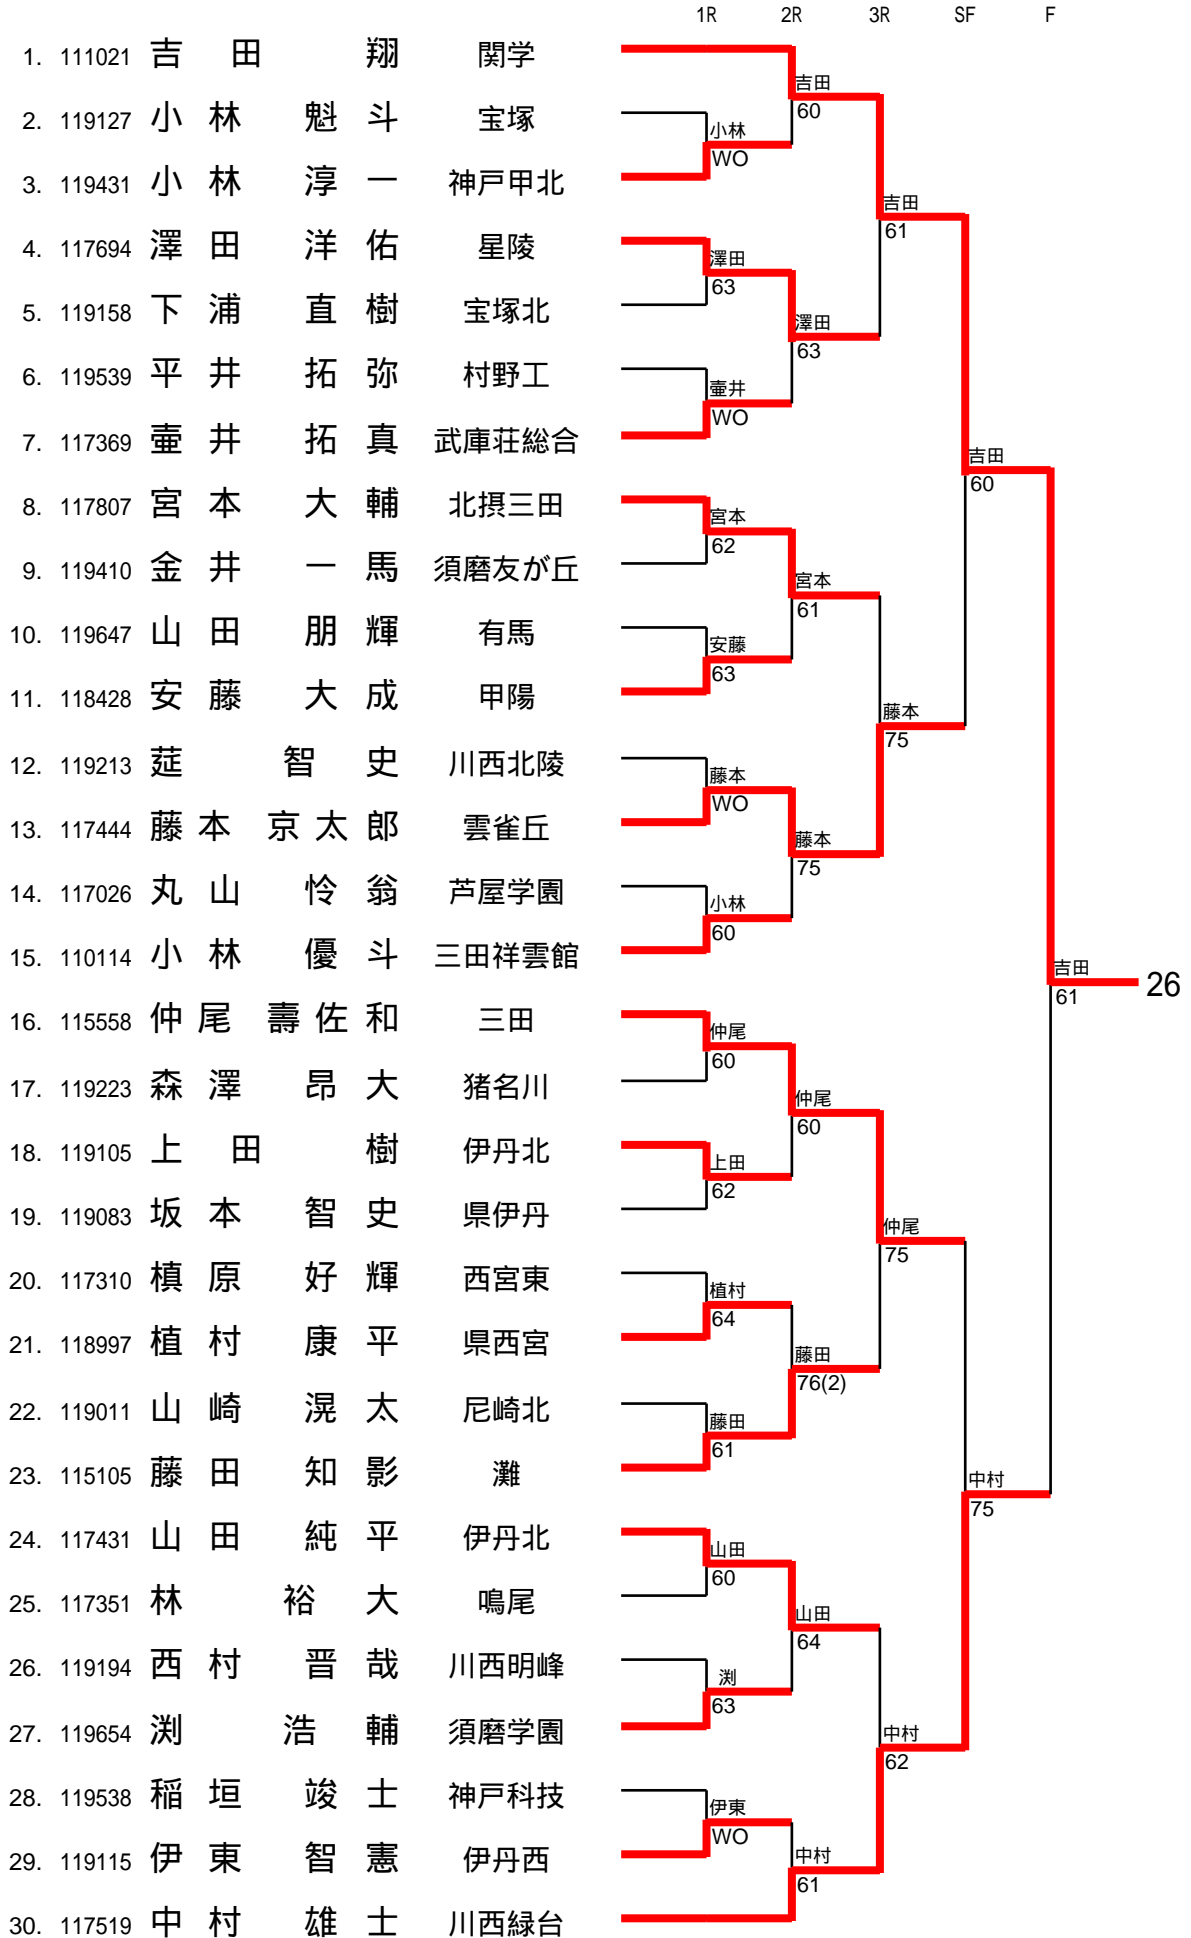 1R 2R 3R SF F
1. 111021 吉田 翔 関学
2. 119127 小林 魁斗 宝塚
3. 119431 小林 淳一 神戸甲北
4. 117694 澤田 洋佑 星陵
5. 119158 下浦 直樹 宝塚北
6. 119539 平井 拓弥 村野工
7. 117369 壷井 拓真 武庫荘総合
8. 117807 宮本 大輔 北摂三田
9. 119410 金井 一馬 須磨友が丘
10. 119647 山田 朋輝 有馬
11. 118428 安藤 大成 甲陽
12. 119213 莚 智史 川西北陵
13. 117444 藤本 京太郎 雲雀丘
14. 117026 丸山 怜翁 芦屋学園
15. 110114 小林 優斗 三田祥雲館
16. 115558 仲尾 壽佐和 三田
17. 119223 森澤 昂大 猪名川
18. 119105 上田 樹 伊丹北
19. 119083 坂本 智史 県伊丹
20. 117310 槙原 好輝 西宮東
21. 118997 植村 康平 県西宮
22. 119011 山崎 滉太 尼崎北
23. 115105 藤田 知影 灘
24. 117431 山田 純平 伊丹北
25. 117351 林 裕大 鳴尾
26. 119194 西村 晋哉 川西明峰
27. 119654 渕 浩輔 須磨学園
28. 119538 稲垣 竣士 神戸科技
29. 119115 伊東 智憲 伊丹西
30. 117519 中村 雄士 川西緑台
小林
WO
澤田
63
壷井
WO
宮本
62
安藤
63
藤本
WO
小林
60
仲尾
60
上田
62
植村
64
藤田
61
山田
60
渕
63
伊東
WO
吉田
60
澤田
63
宮本
61
藤本
75
仲尾
60
藤田
76(2)
山田
64
中村
61
吉田
61
藤本
75
仲尾
75
中村
62
吉田
60
中村
75
吉田
61
26